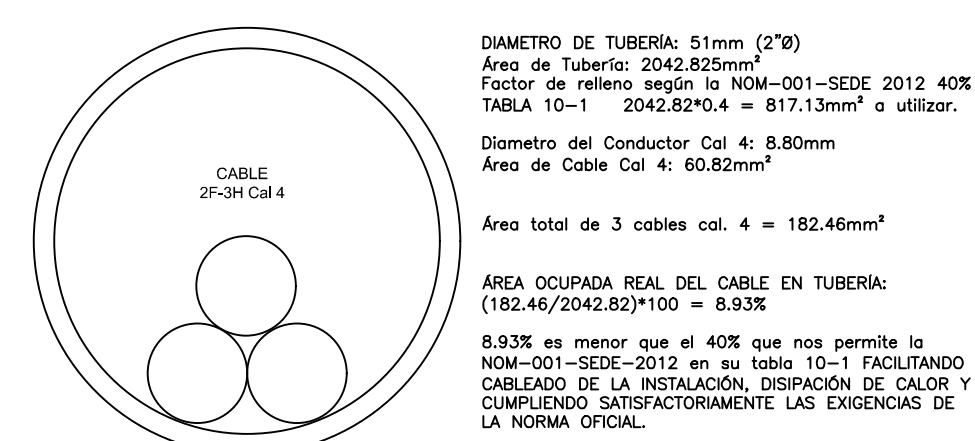 CABLE
2F-3H Cal 4
DIAMETRO DE TUBERÍA: 51mm (2"Ø)
Área de Tubería: 2042.825mm²
Factor de relleno según la NOM-001-SEDE 2012 40%
TABLA 10-1 2042.82*0.4 = 817.13mm² a utilizar.
Diametro del Conductor Cal 4: 8.80mm
Área de Cable Cal 4: 60.82mm²
Área total de 3 cables cal. 4 = 182.46mm²
ÁREA OCUPADA REAL DEL CABLE EN TUBERÍA:
(182.46/2042.82)*100 = 8.93%
8.93% es menor que el 40% que nos permite la
NOM-001-SEDE-2012 en su tabla 10-1 FACILITANDO
CABLEADO DE LA INSTALACIÓN, DISIPACIÓN DE CALOR Y
CUMPLIENDO SATISFACTORIAMENTE LAS EXIGENCIAS DE
LA NORMA OFICIAL.